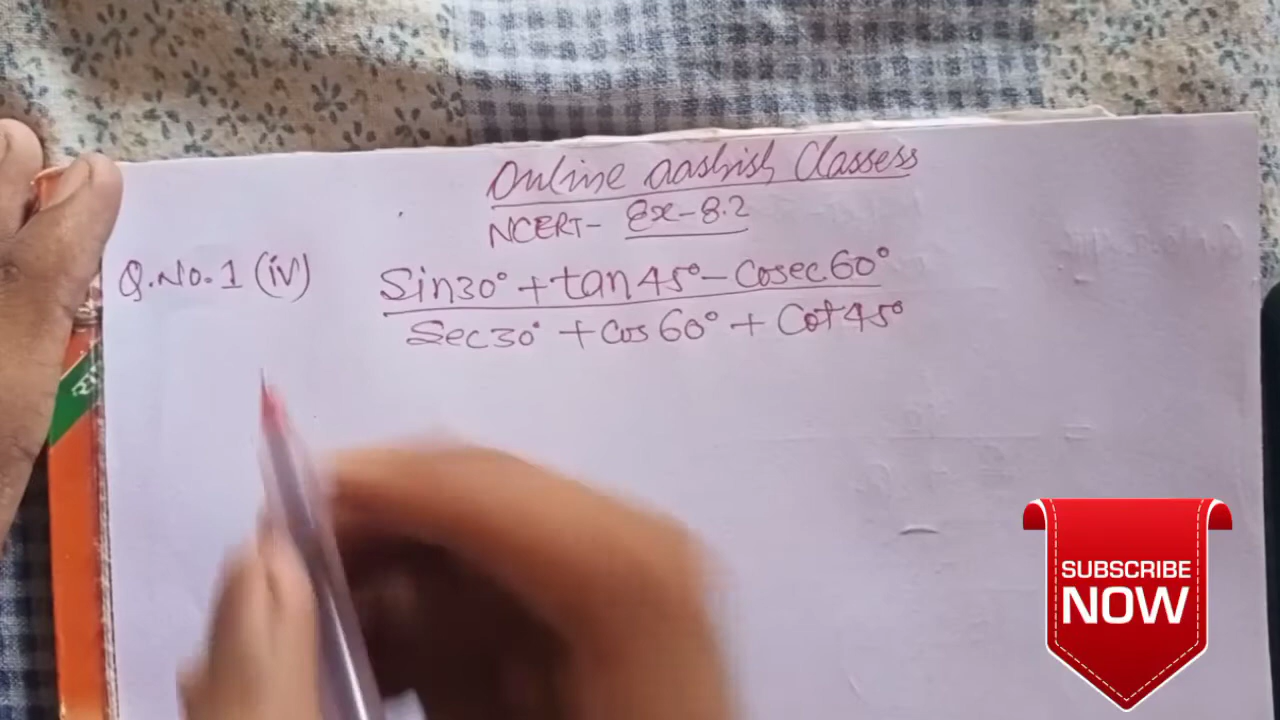 Online aashish Classess
NCERT- Ex-8.2
Q.No.1 (iv)
Sin30° + tan45° - Cosec60°
Sec30° + Cos60° + Cot45°
SUBSCRIBE
NOW